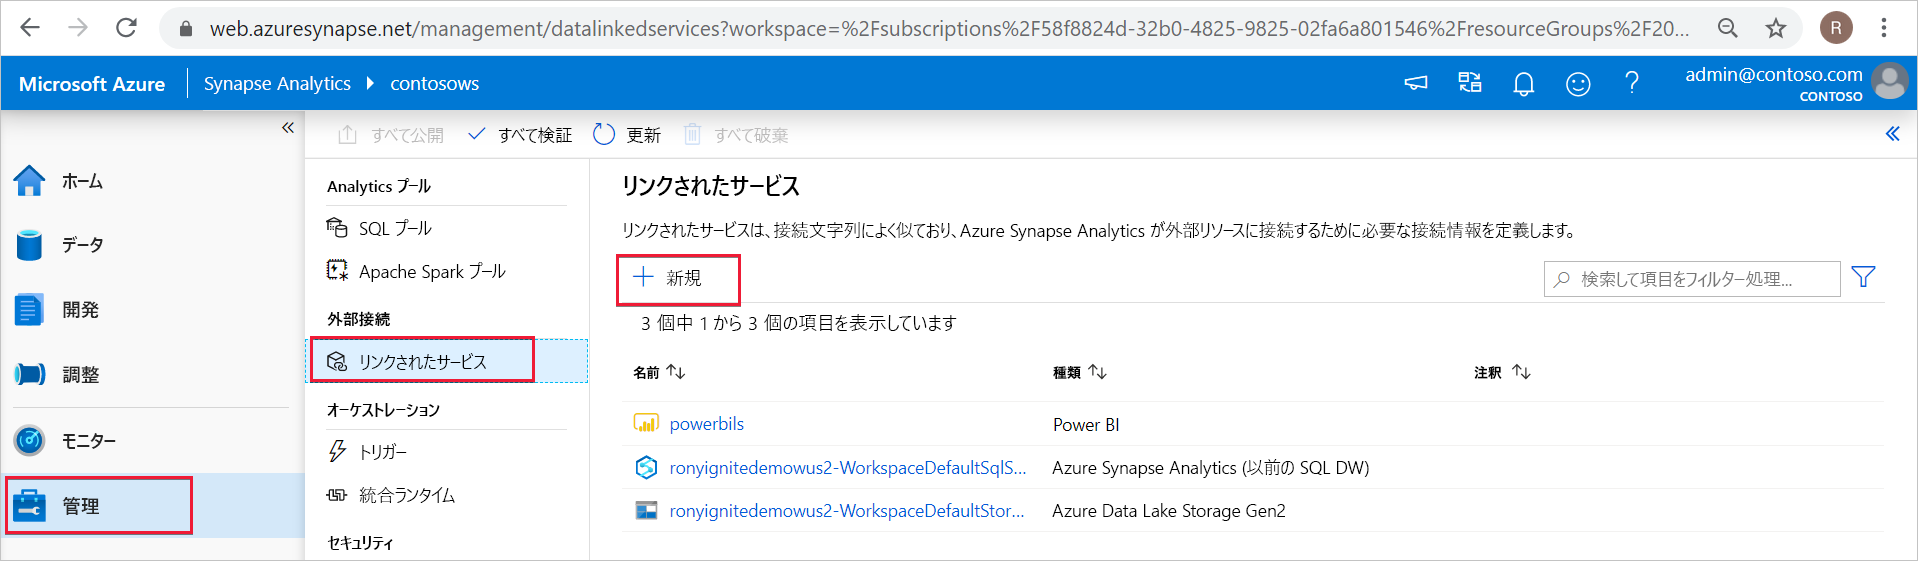 web.azuresynapse.net/management/datalinkedservices?workspace=%2Fsubscriptions%2F58f8824d-32b0-4825-9825-02fa6a801546%2FresourceGroups%2F20...
R
Microsoft Azure
Synapse Analytics
contosows
?
admin@contoso.com
CONTOSO
ホーム
データ
開発
調整
モニター
管理
すべて公開
すべて検証
更新
すべて破棄
Analytics プール
SQL プール
Apache Spark プール
外部接続
リンクされたサービス
オーケストレーション
トリガー
統合ランタイム
セキュリティ
リンクされたサービス
リンクされたサービスは、接続文字列によく似ており、Azure Synapse Analytics が外部リソースに接続するために必要な接続情報を定義します。
新規
検索して項目をフィルター処理...
3 個中 1 から 3 個の項目を表示しています
名前 種類 注釈
powerbils Power BI
ronyignitedemowus2-WorkspaceDefaultSqlS... Azure Synapse Analytics (以前の SQL DW)
ronyignitedemowus2-WorkspaceDefaultStor... Azure Data Lake Storage Gen2